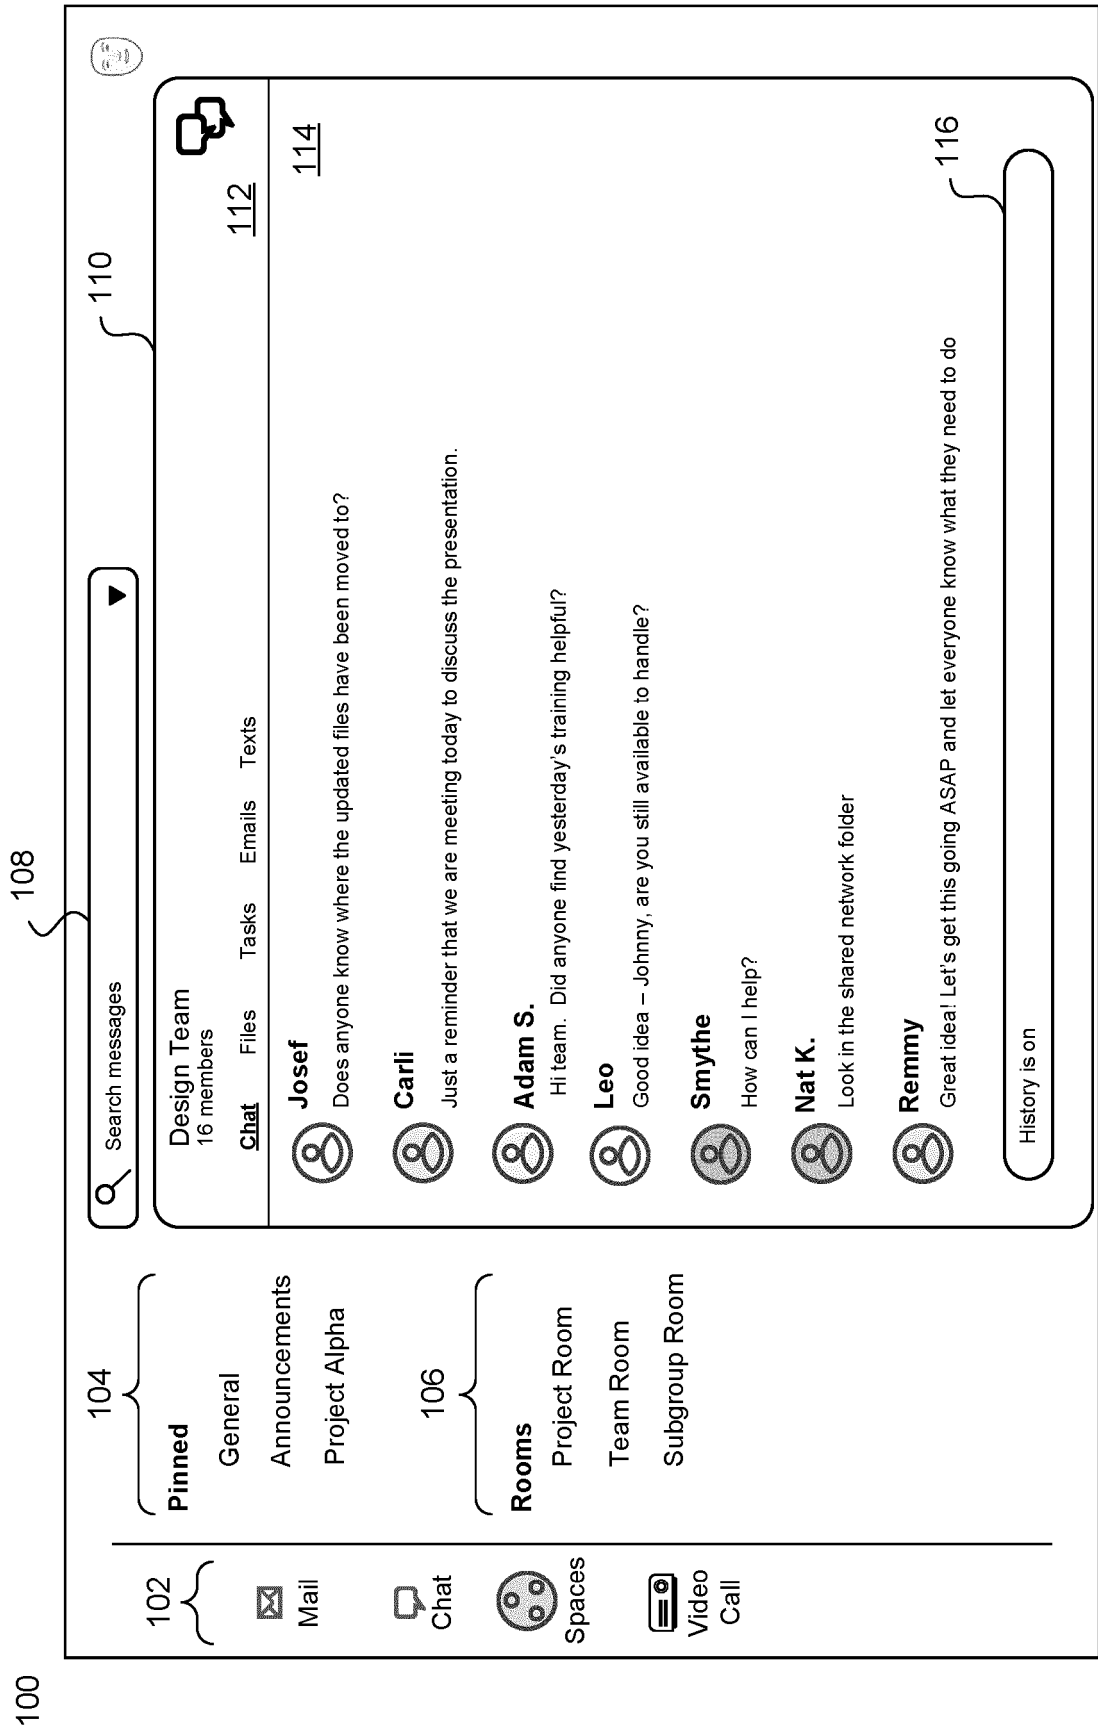 100
108
110
102
Mail
Chat
Spaces
Video
Call
104
Pinned
General
Announcements
Project Alpha
106
Rooms
Project Room
Team Room
Subgroup Room
Search messages
Design Team
16 members
112
Chat Files Tasks Emails Texts
114
Josef
Does anyone know where the updated files have been moved to?
Carli
Just a reminder that we are meeting today to discuss the presentation.
Adam S.
Hi team. Did anyone find yesterday's training helpful?
Leo
Good idea – Johnny, are you still available to handle?
Smythe
How can I help?
Nat K.
Look in the shared network folder
Remmy
Great idea! Let's get this going ASAP and let everyone know what they need to do
116
History is on